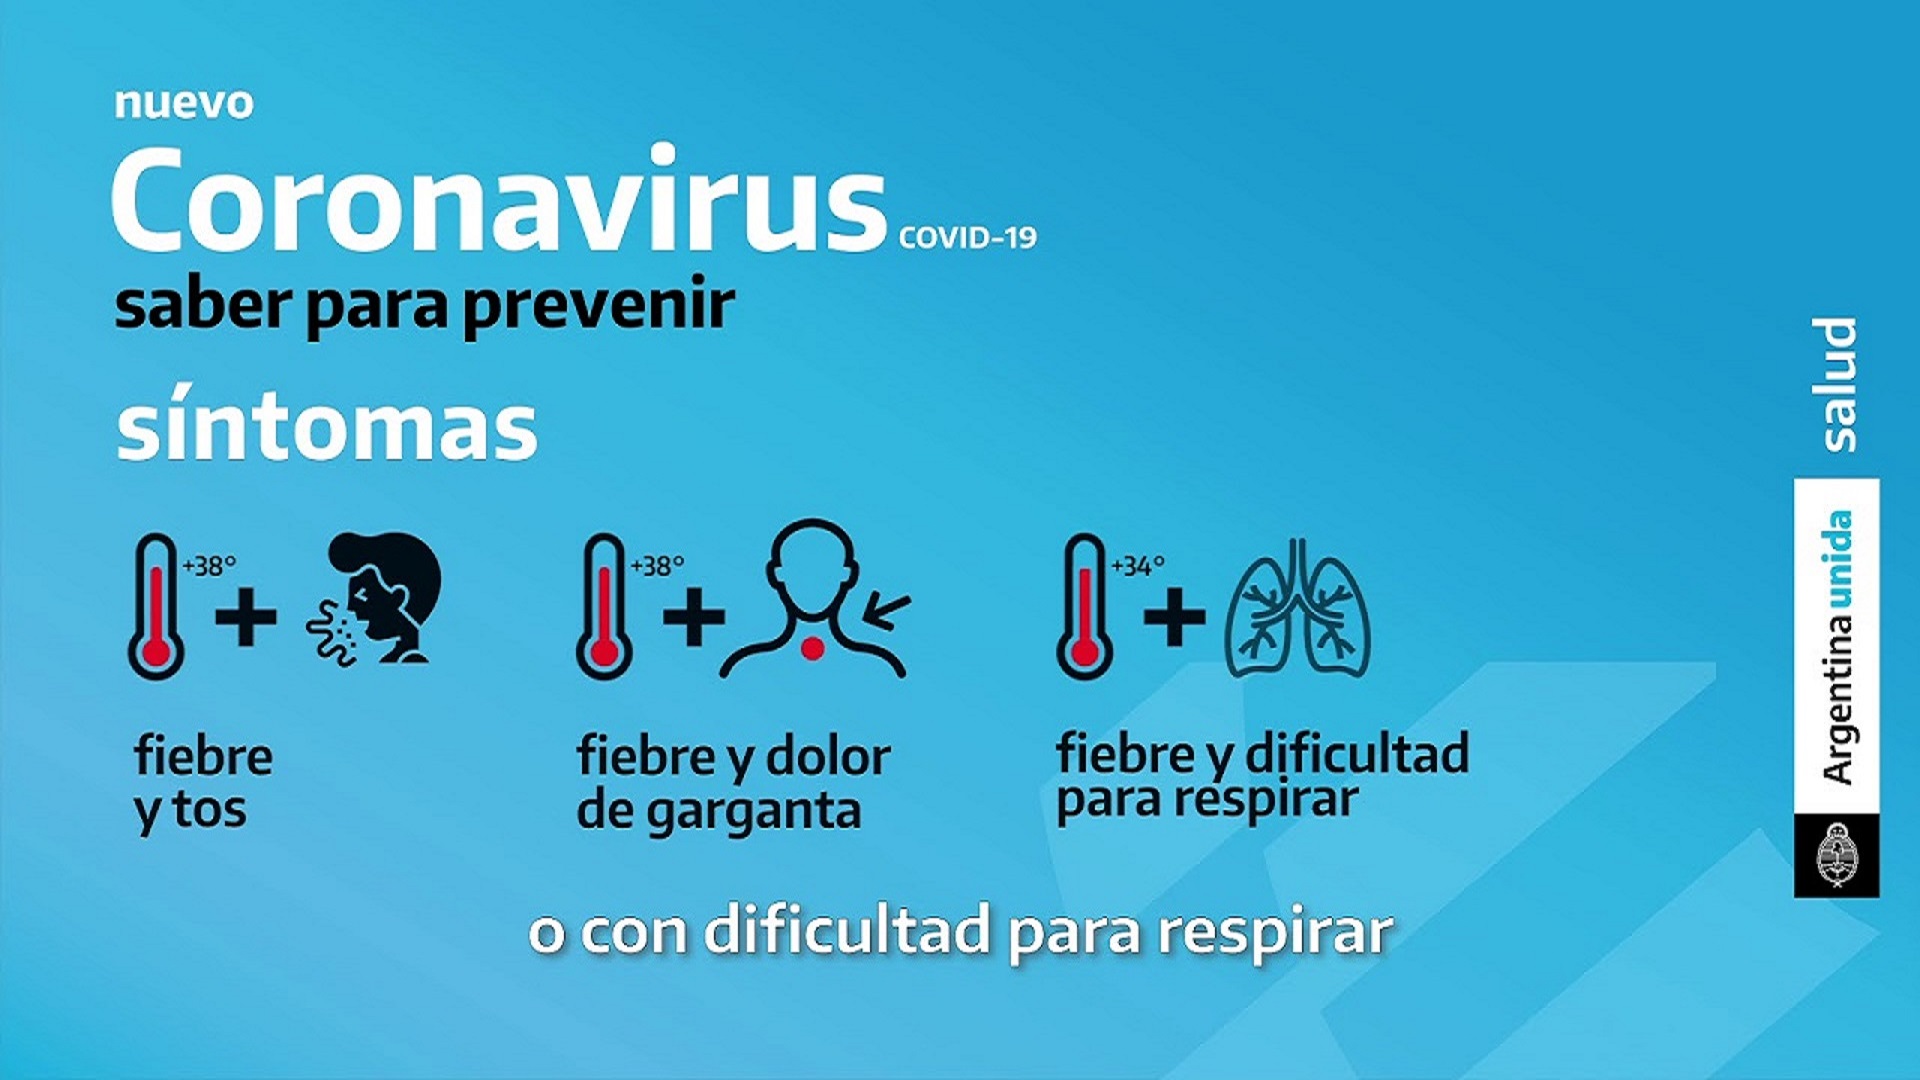 nuevo
Coronavirus COVID-19
saber para prevenir
síntomas
+38°
+38°
+34°
fiebre
y tos
fiebre y dolor
de garganta
fiebre y dificultad
para respirar
o con dificultad para respirar
salud
Argentina unida